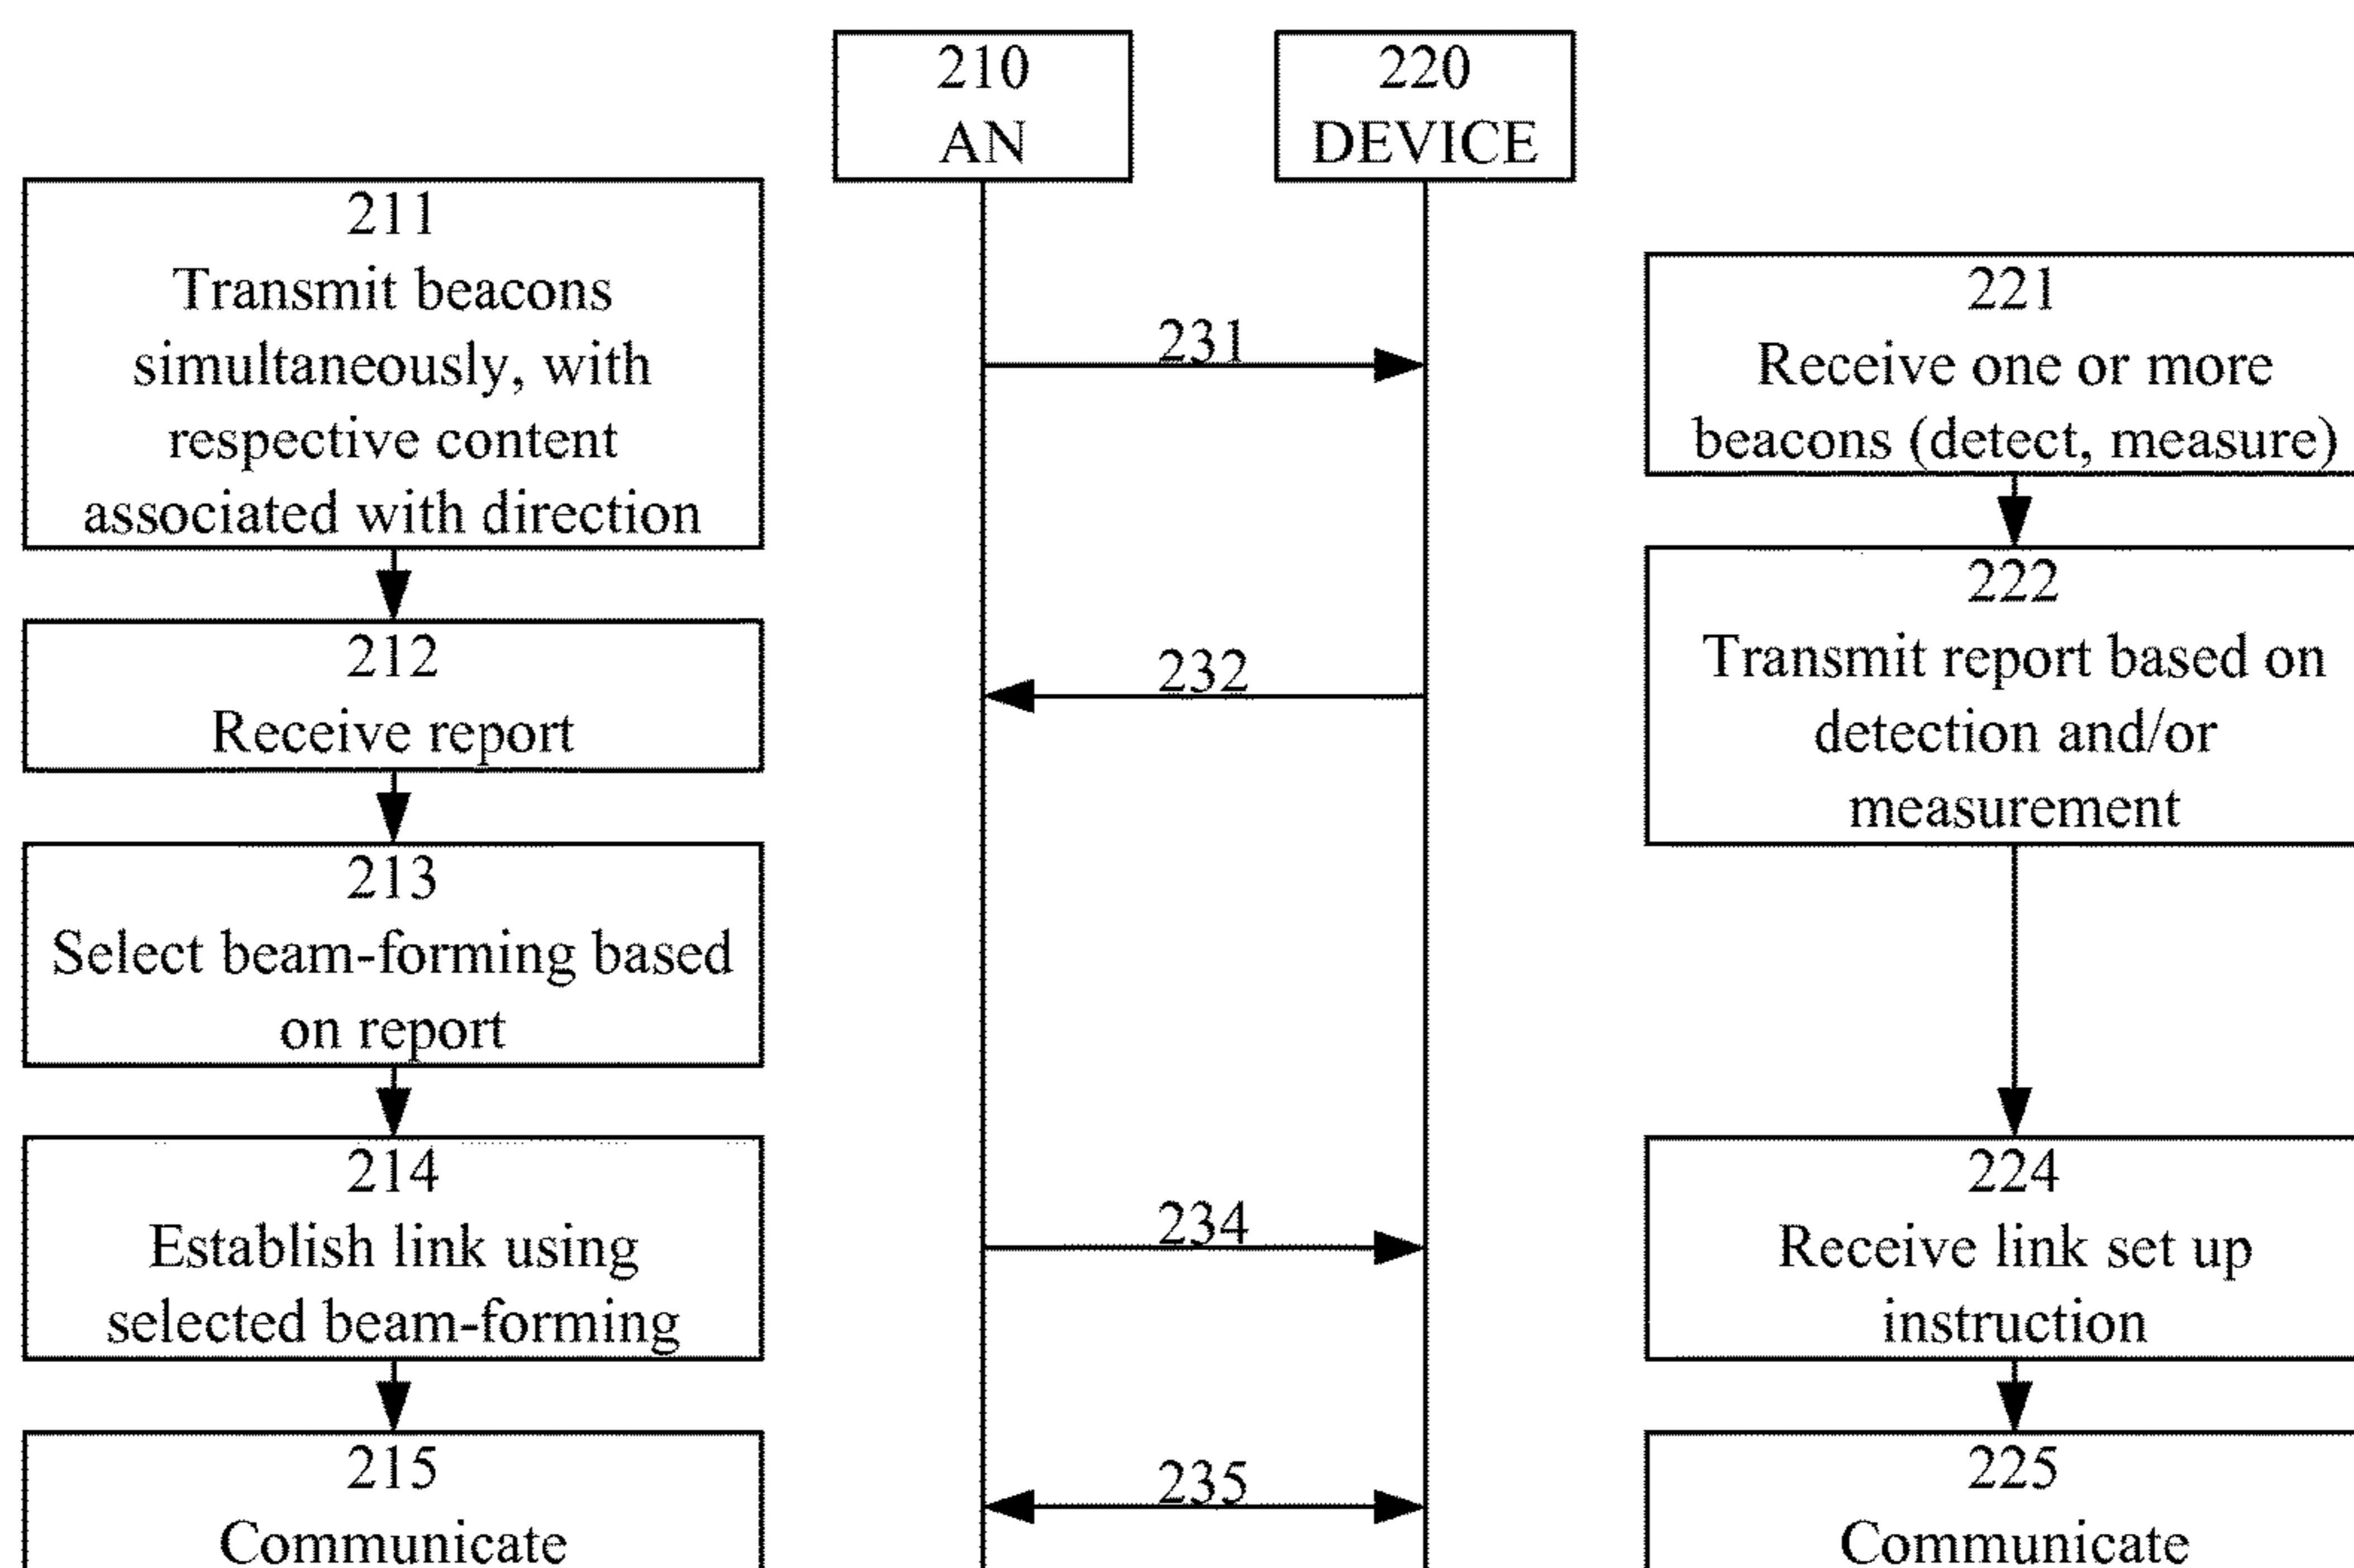 210
AN
220
DEVICE
211
Transmit beacons
simultaneously, with
respective content
associated with direction
231
221
Receive one or more
beacons (detect, measure)
212
Receive report
232
222
Transmit report based on
detection and/or
measurement
213
Select beam-forming based
on report
214
Establish link using
selected beam-forming
234
224
Receive link set up
instruction
215
Communicate
235
225
Communicate